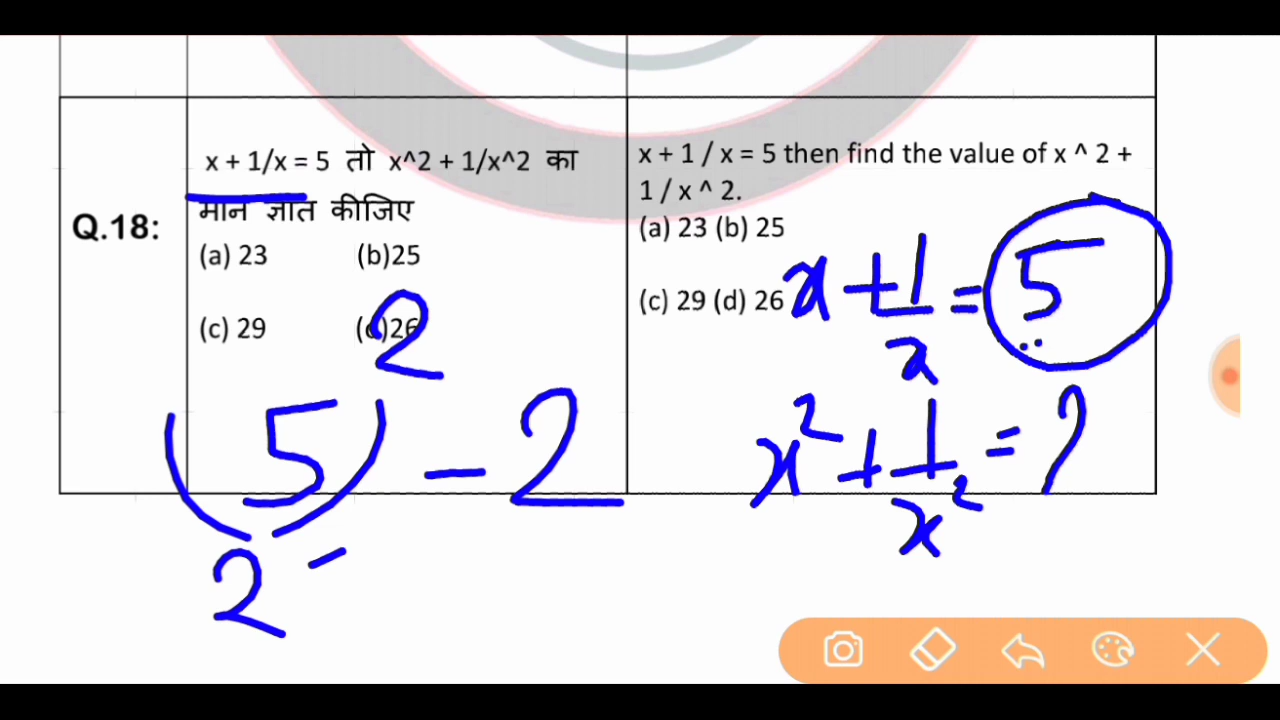 Q.18:
x + 1/x = 5 तो x^2 + 1/x^2 का
मान ज्ञात कीजिए
(a) 23 (b)25
(c) 29 (d)26
x + 1 / x = 5 then find the value of x ^ 2 +
1 / x ^ 2.
(a) 23 (b) 25
(c) 29 (d) 26
x + 1/x = 5
x² + 1/x² = ?
(5)² - 2
2